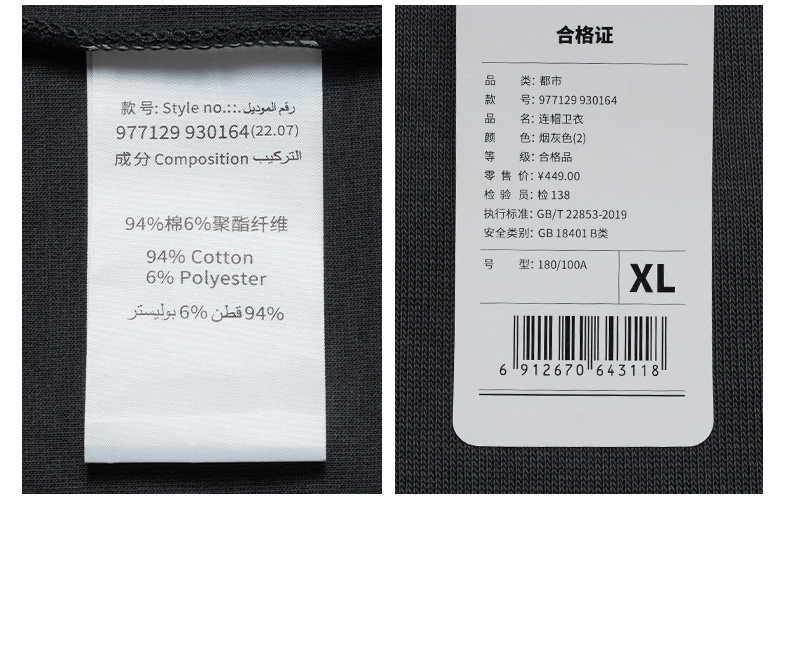 款 号: Style no.::.رقم الموديل
977129 930164(22.07)
成分 Composition التركيب
94%棉6%聚酯纤维
94% Cotton
6% Polyester
94% قطن 6% بوليستر
合格证
品 类: 都市
款 号: 977129 930164
品 名: 连帽卫衣
颜 色: 烟灰色(2)
等 级: 合格品
零 售 价: ¥449.00
检 验 员: 检 138
执行标准: GB/T 22853-2019
安全类别: GB 18401 B类
号 型: 180/100A
XL
6 912670 643118